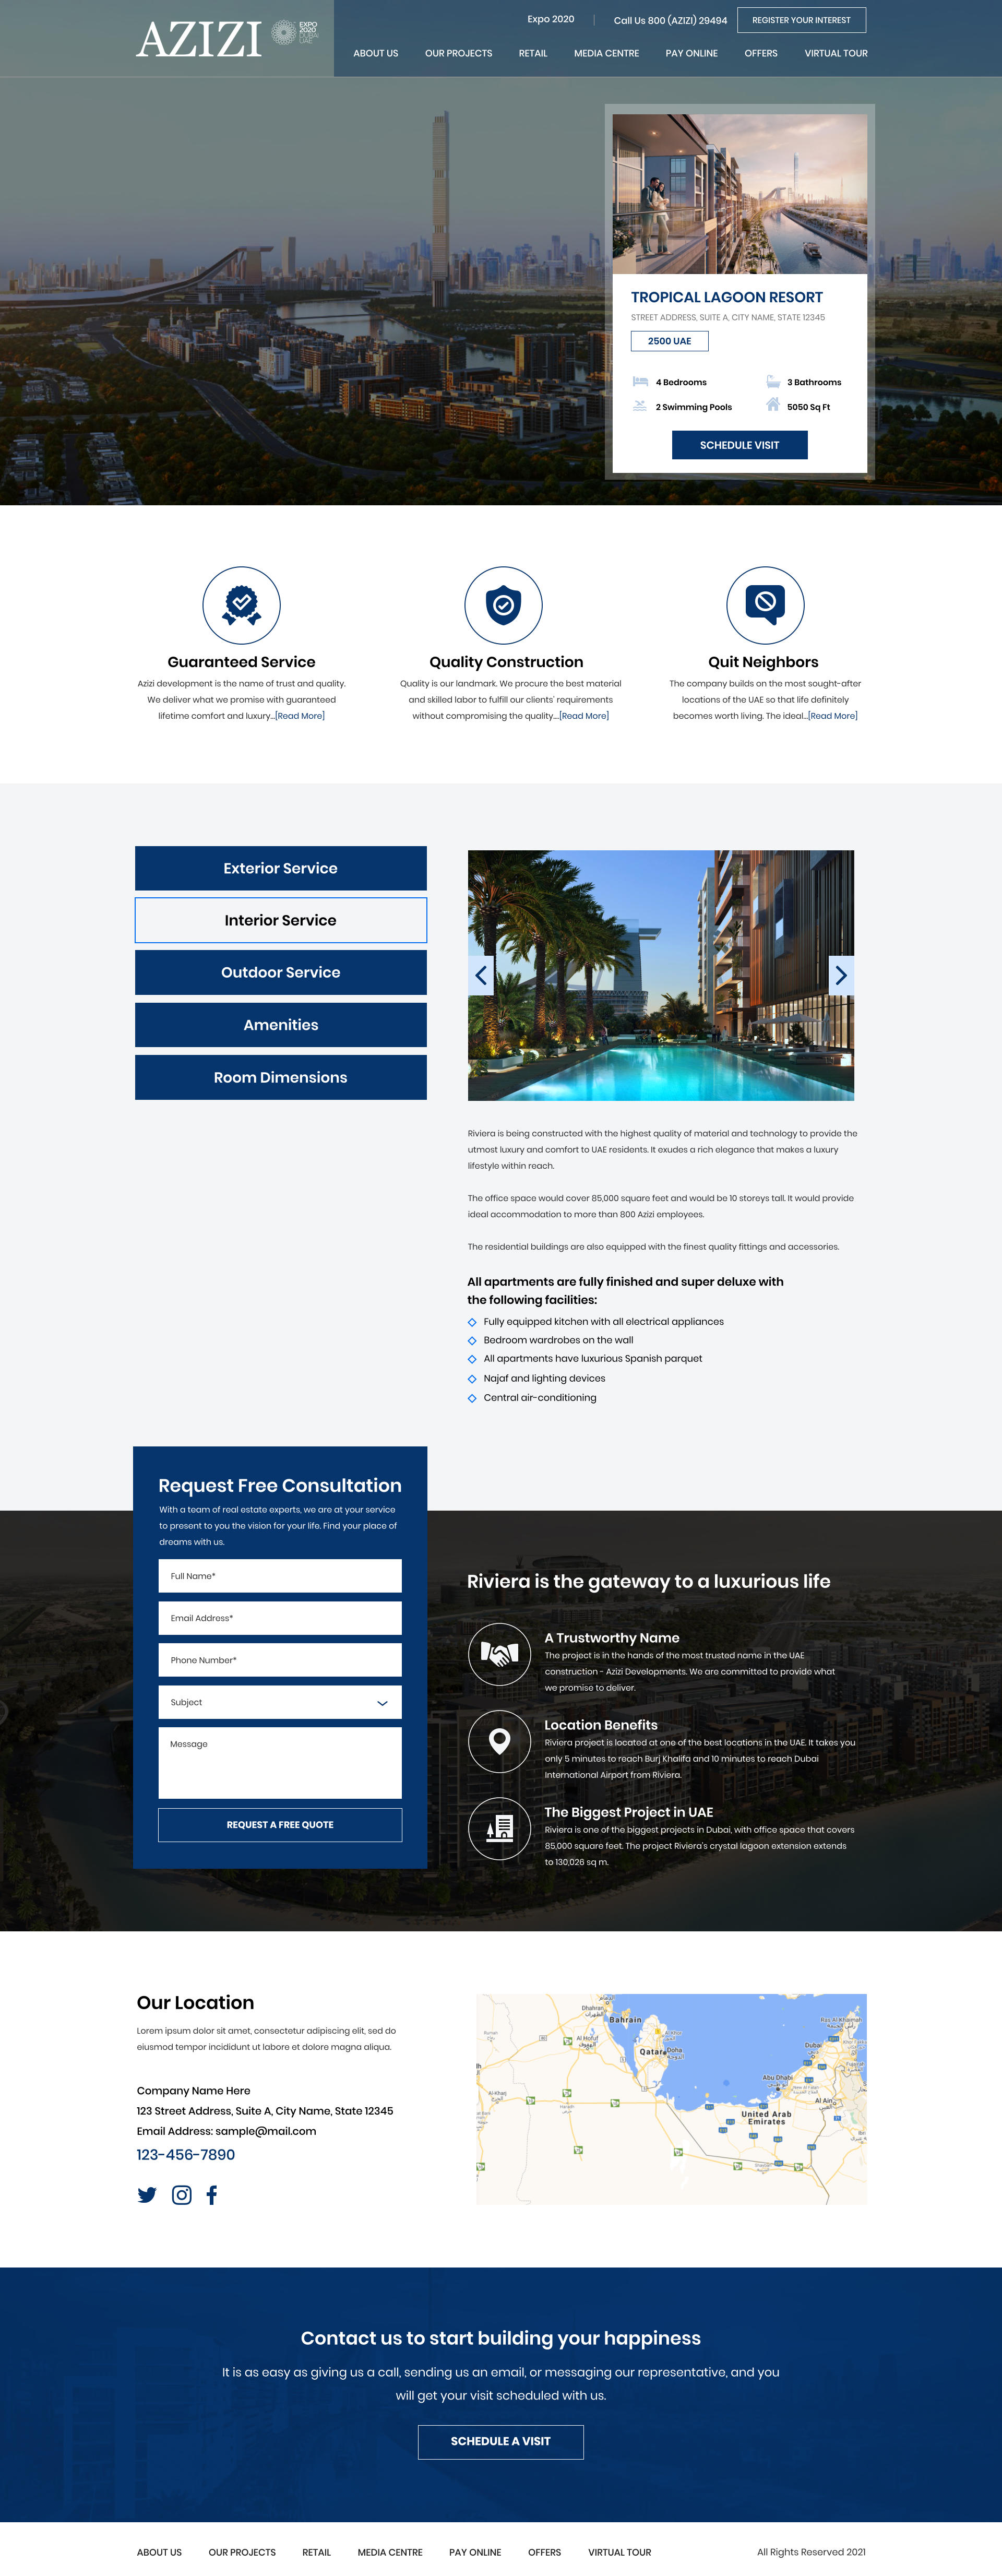 AZIZI
EXPO
2020
DUBAI
UAE
Expo 2020
Call Us 800 (AZIZI) 29494
REGISTER YOUR INTEREST
ABOUT US
OUR PROJECTS
RETAIL
MEDIA CENTRE
PAY ONLINE
OFFERS
VIRTUAL TOUR
TROPICAL LAGOON RESORT
STREET ADDRESS, SUITE A, CITY NAME, STATE 12345
2500 UAE
4 Bedrooms
3 Bathrooms
2 Swimming Pools
5050 Sq Ft
SCHEDULE VISIT
Guaranteed Service
Azizi development is the name of trust and quality.
We deliver what we promise with guaranteed
lifetime comfort and luxury...[Read More]
Quality Construction
Quality is our landmark. We procure the best material
and skilled labor to fulfill our clients' requirements
without compromising the quality....[Read More]
Quit Neighbors
The company builds on the most sought-after
locations of the UAE so that life definitely
becomes worth living. The ideal...[Read More]
Exterior Service
Interior Service
Outdoor Service
Amenities
Room Dimensions
Riviera is being constructed with the highest quality of material and technology to provide the
utmost luxury and comfort to UAE residents. It exudes a rich elegance that makes a luxury
lifestyle within reach.
The office space would cover 85,000 square feet and would be 10 storeys tall. It would provide
ideal accommodation to more than 800 Azizi employees.
The residential buildings are also equipped with the finest quality fittings and accessories.
All apartments are fully finished and super deluxe with
the following facilities:
Fully equipped kitchen with all electrical appliances
Bedroom wardrobes on the wall
All apartments have luxurious Spanish parquet
Najaf and lighting devices
Central air-conditioning
Request Free Consultation
With a team of real estate experts, we are at your service
to present to you the vision for your life. Find your place of
dreams with us.
Full Name*
Email Address*
Phone Number*
Subject
Message
REQUEST A FREE QUOTE
Riviera is the gateway to a luxurious life
A Trustworthy Name
The project is in the hands of the most trusted name in the UAE
construction - Azizi Developments. We are committed to provide what
we promise to deliver.
Location Benefits
Riviera project is located at one of the best locations in the UAE. It takes you
only 5 minutes to reach Burj Khalifa and 10 minutes to reach Dubai
International Airport from Riviera.
The Biggest Project in UAE
Riviera is one of the biggest projects in Dubai, with office space that covers
85,000 square feet. The project Riviera's crystal lagoon extension extends
to 130,026 sq m.
Our Location
Lorem ipsum dolor sit amet, consectetur adipiscing elit, sed do
eiusmod tempor incididunt ut labore et dolore magna aliqua.
Company Name Here
123 Street Address, Suite A, City Name, State 12345
Email Address: sample@mail.com
123-456-7890
Dhahran
الظهران
Bahrain
Al Hofuf
الهفوف
Qatar
Doha
الدوحة
Ras Al Khaimah
Dubai
Abu Dhabi
Al Ain
United Arab
Emirates
Contact us to start building your happiness
It is as easy as giving us a call, sending us an email, or messaging our representative, and you
will get your visit scheduled with us.
SCHEDULE A VISIT
ABOUT US
OUR PROJECTS
RETAIL
MEDIA CENTRE
PAY ONLINE
OFFERS
VIRTUAL TOUR
All Rights Reserved 2021